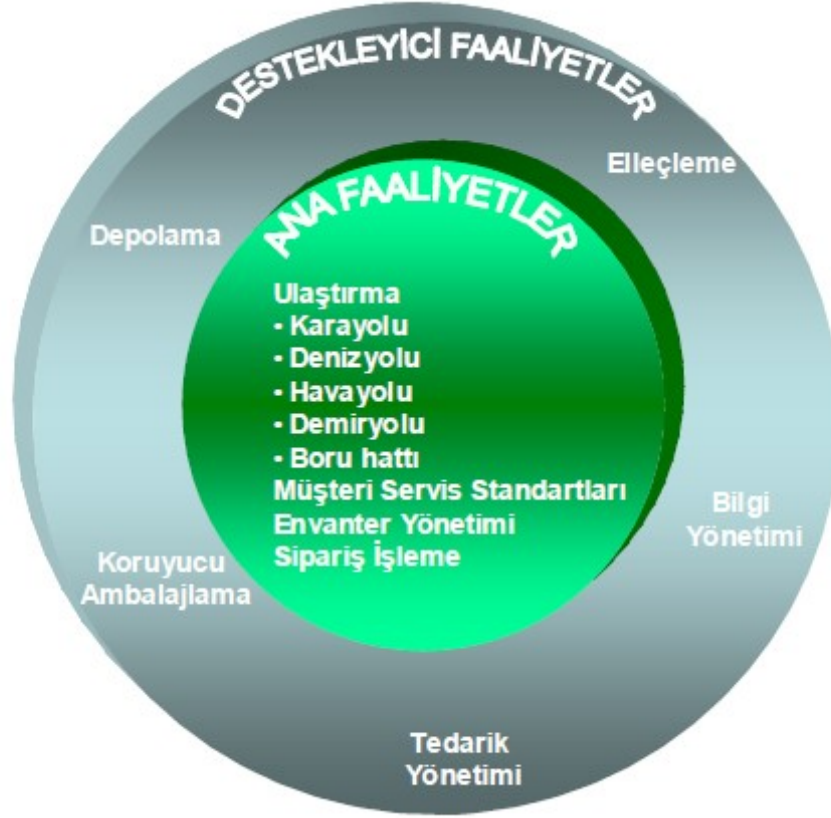 DESTEKLEYİCİ FAALİYETLER
Elleçleme
Depolama
ANA FAALİYETLER
Ulaştırma
• Karayolu
• Denizyolu
• Havayolu
• Demiryolu
• Boru hattı
Müşteri Servis Standartları
Envanter Yönetimi
Sipariş İşleme
Bilgi
Yönetimi
Koruyucu
Ambalajlama
Tedarik
Yönetimi